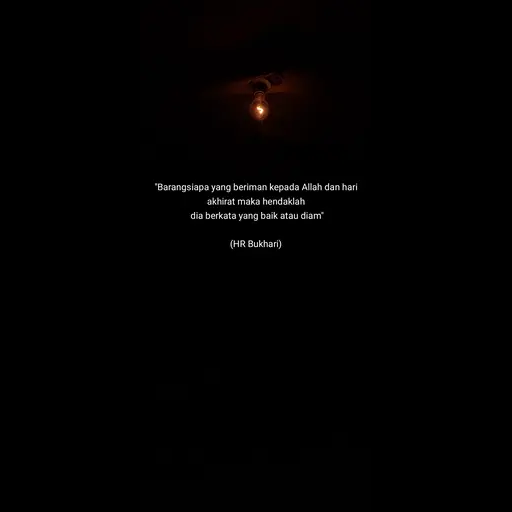 "Barangsiapa yang beriman kepada Allah dan hari
akhirat maka hendaklah
dia berkata yang baik atau diam"
(HR Bukhari)